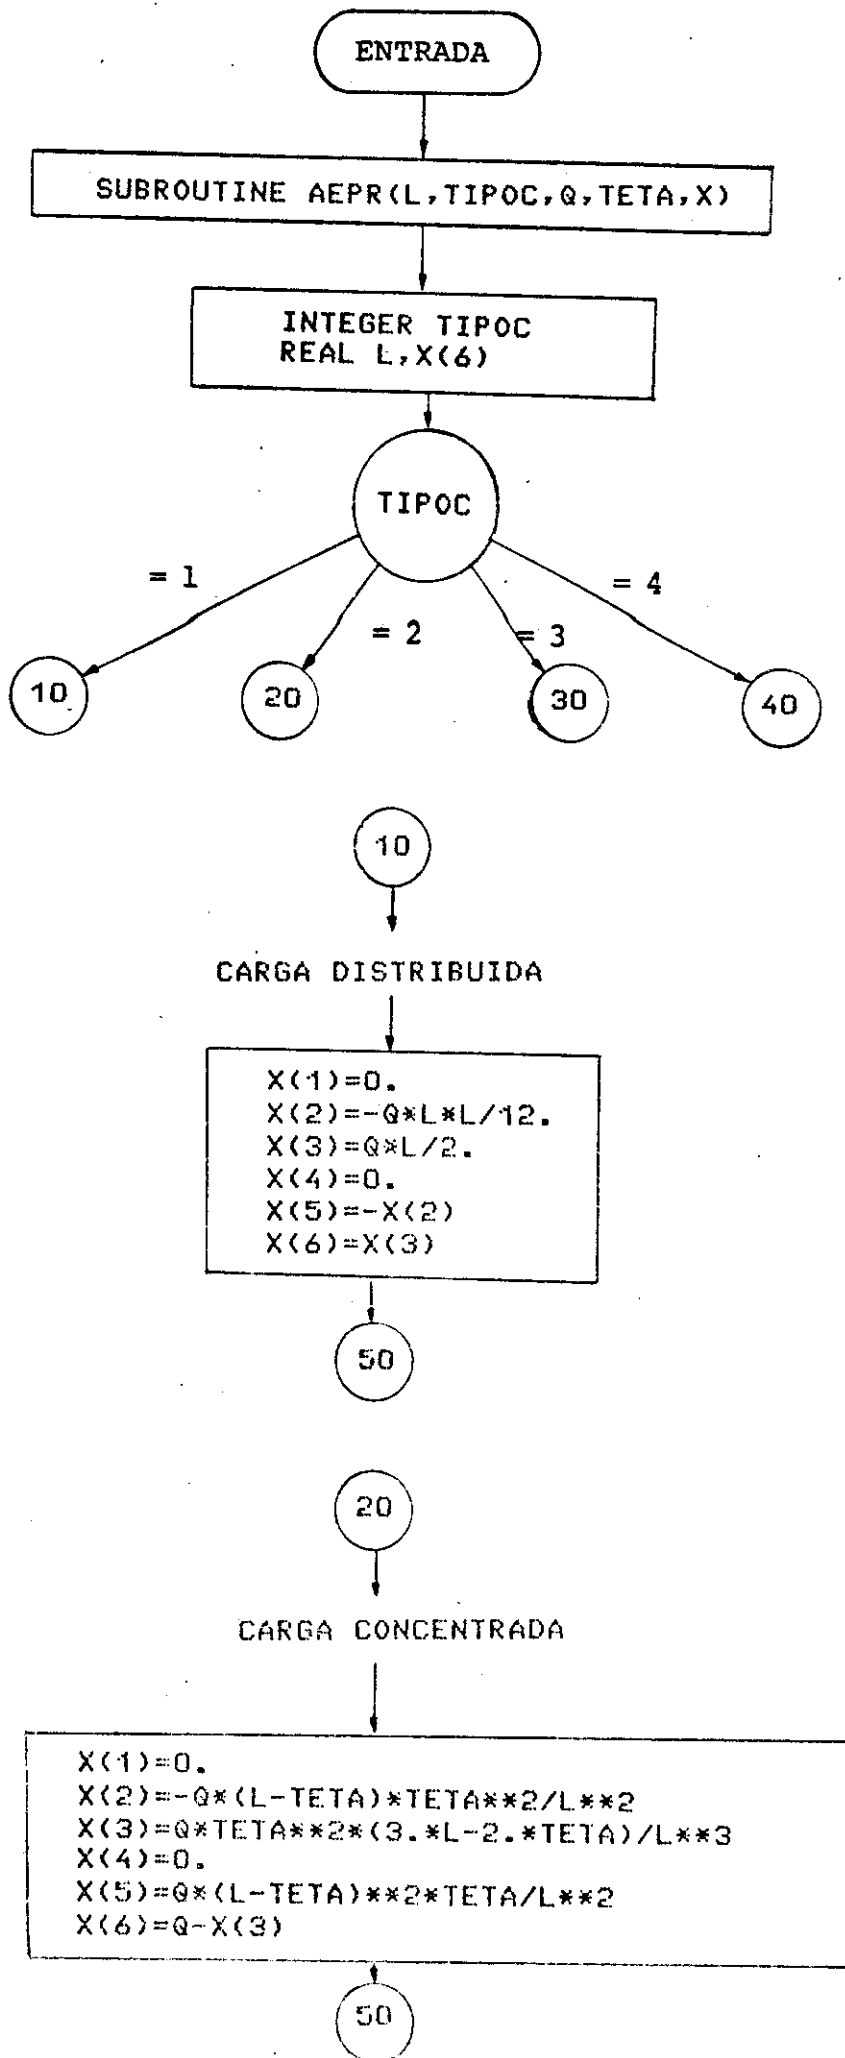 ENTRADA
SUBROUTINE AEPR(L,TIPOC,Q,TETA,X)
INTEGER TIPOC
REAL L,X(6)
TIPOC
= 1
= 2
= 3
= 4
10
20
30
40
10
CARGA DISTRIBUIDA
X(1)=0.
X(2)=-Q*L*L/12.
X(3)=Q*L/2.
X(4)=0.
X(5)=-X(2)
X(6)=X(3)
50
20
CARGA CONCENTRADA
X(1)=0.
X(2)=-Q*(L-TETA)*TETA**2/L**2
X(3)=Q*TETA**2*(3.*L-2.*TETA)/L**3
X(4)=0.
X(5)=Q*(L-TETA)**2*TETA/L**2
X(6)=Q-X(3)
50